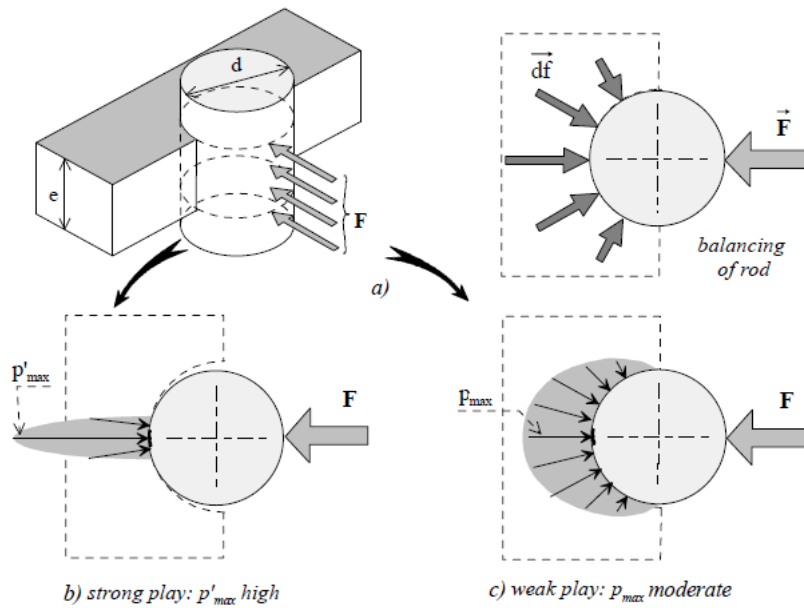 d
e
F
a)
df
F
balancing
of rod
p'max
F
b) strong play: p'max high
pmax
F
c) weak play: pmax moderate